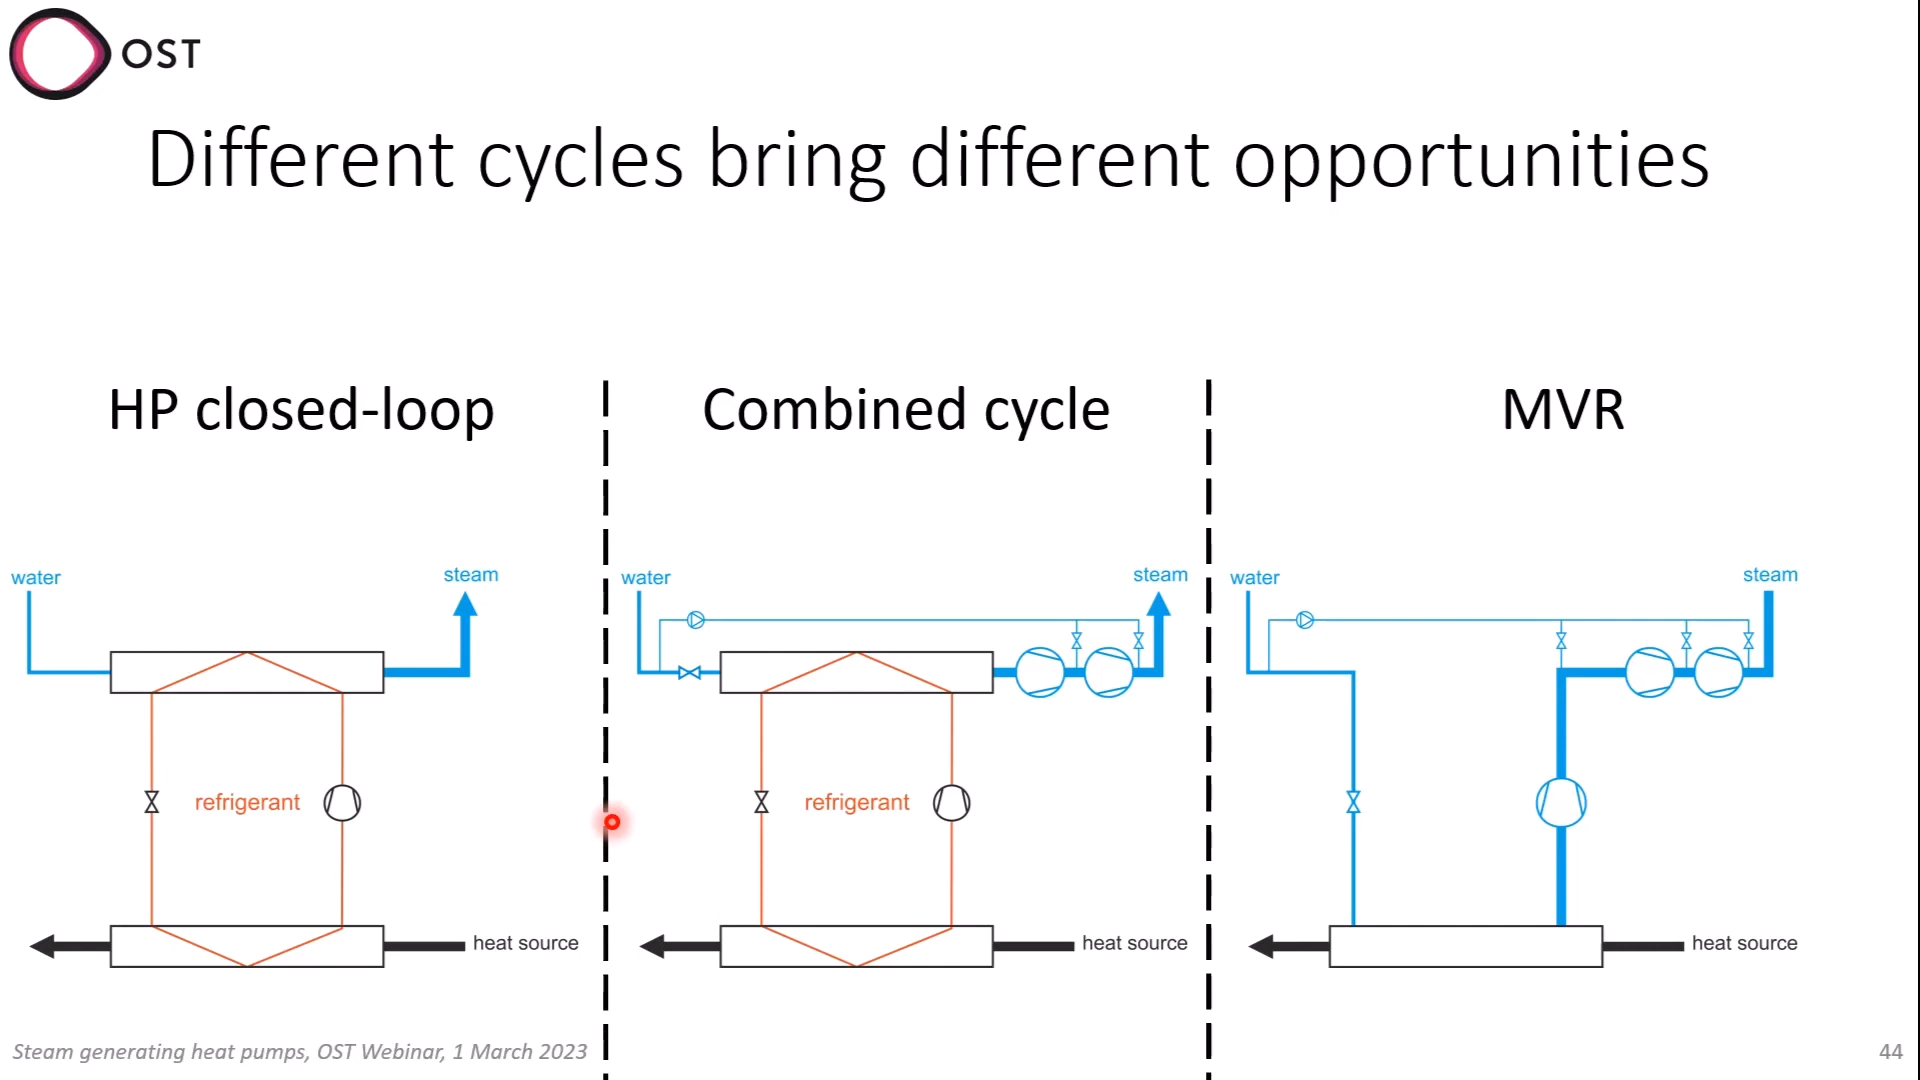 OST
Different cycles bring different opportunities
HP closed-loop
Combined cycle
MVR
water
steam
refrigerant
heat source
water
steam
refrigerant
heat source
water
steam
heat source
Steam generating heat pumps, OST Webinar, 1 March 2023
44